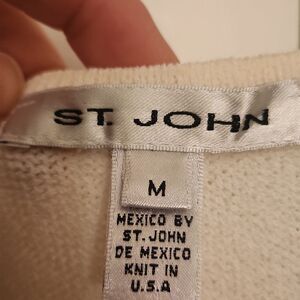 ST. JOHN
M
MEXICO BY
ST. JOHN
DE MEXICO
KNIT IN
U.S.A